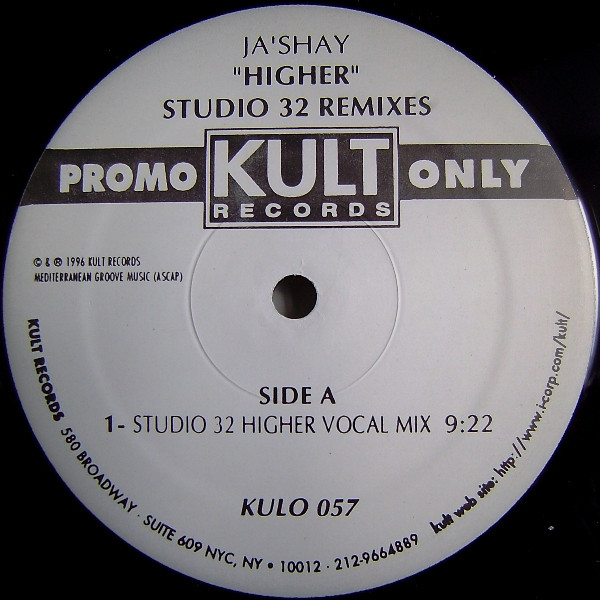 JA'SHAY
"HIGHER"
STUDIO 32 REMIXES
PROMO KULT ONLY
RECORDS
© & ℗ 1996 KULT RECORDS
MEDITERRANEAN GROOVE MUSIC (ASCAP)
SIDE A
1- STUDIO 32 HIGHER VOCAL MIX 9:22
KULO 057
KULT RECORDS 580 BROADWAY · SUITE 609 NYC, NY • 10012 · 212-9664889 kult web site: http://www.i-corp.com/kult/